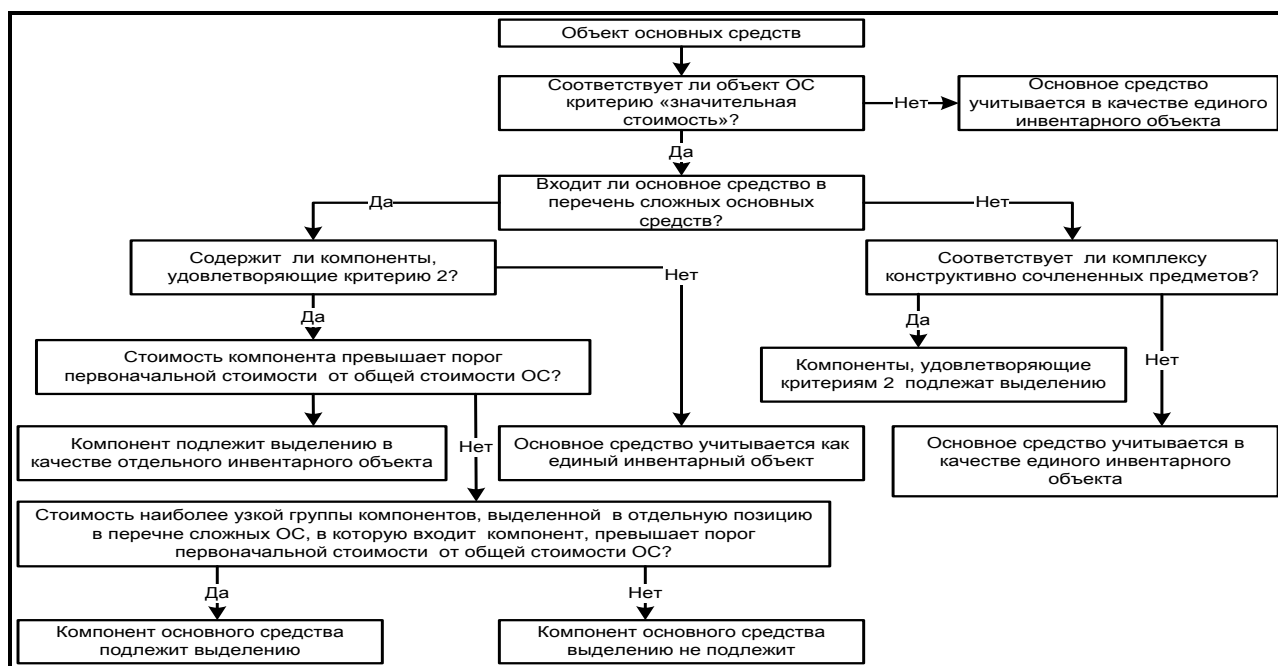 Объект основных средств
Соответствует ли объект ОС
критерию «значительная
стоимость»?
Нет
Основное средство
учитывается в качестве единого
инвентарного объекта
Да
Входит ли основное средство в
перечень сложных основных
средств?
Да
Нет
Содержит ли компоненты,
удовлетворяющие критерию 2?
Соответствует ли комплексу
конструктивно сочлененных предметов?
Нет
Да
Да
Стоимость компонента превышает порог
первоначальной стоимости от общей стоимости ОС?
Компоненты, удовлетворяющие
критериям 2 подлежат выделению
Нет
Компонент подлежит выделению в
качестве отдельного инвентарного объекта
Нет
Основное средство учитывается как
единый инвентарный объект
Основное средство учитывается в
качестве единого инвентарного
объекта
Стоимость наиболее узкой группы компонентов, выделенной в отдельную позицию
в перечне сложных ОС, в которую входит компонент, превышает порог
первоначальной стоимости от общей стоимости ОС?
Да
Нет
Компонент основного средства
подлежит выделению
Компонент основного средства
выделению не подлежит